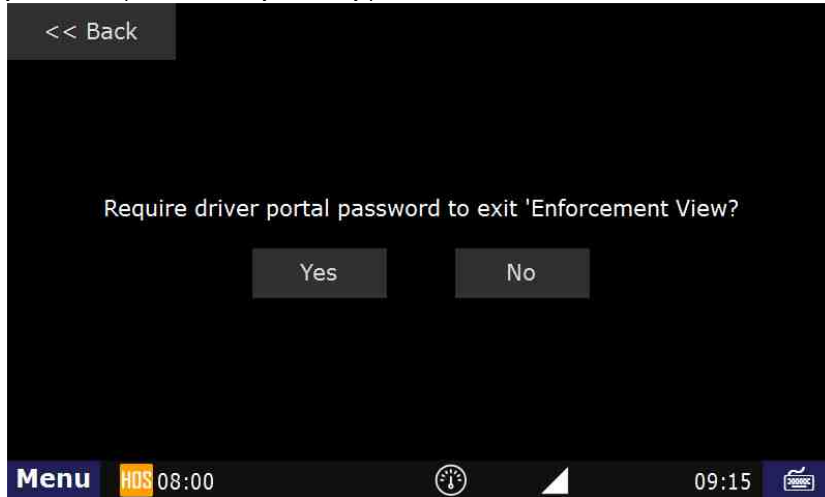 << Back
Require driver portal password to exit 'Enforcement View?
Yes No
Menu HOS 08:00 09:15